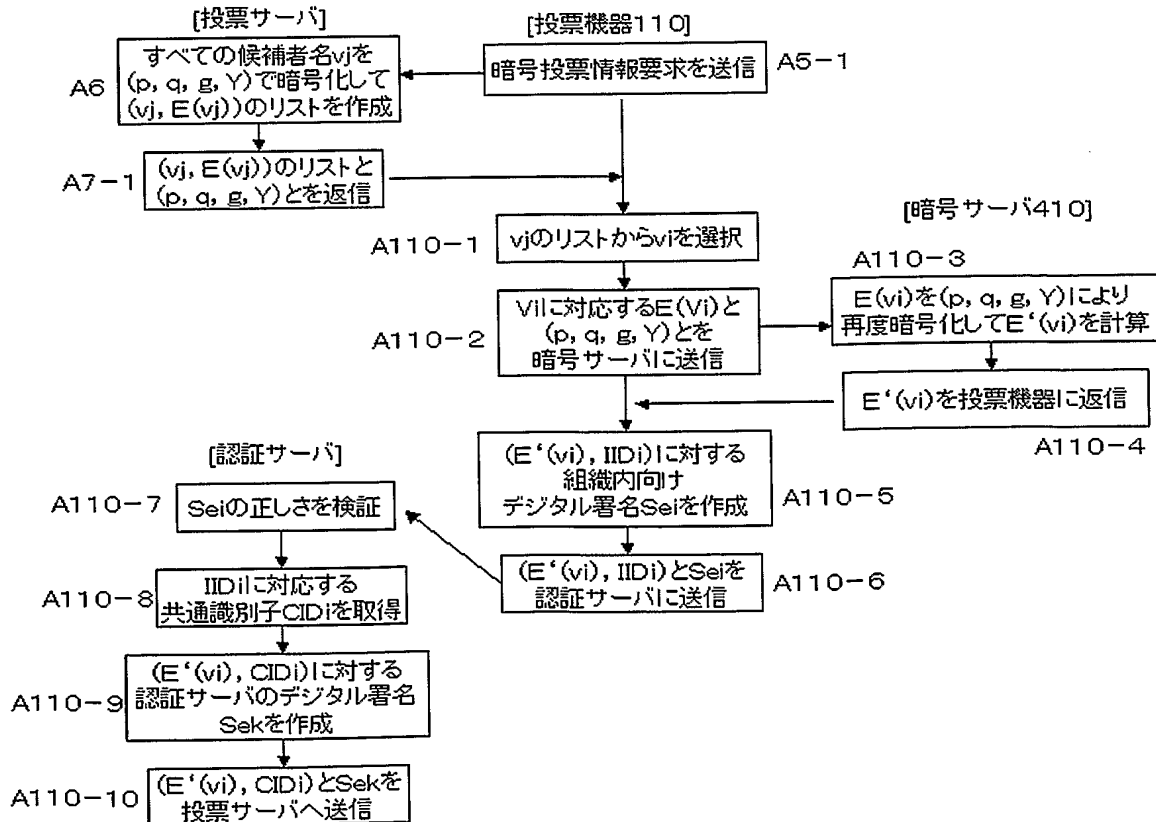 [投票サーバ]
[投票機器110]
すべての候補者名vjを
(p, q, g, Y)で暗号化して
(vj, E(vj))のリストを作成
A6
暗号投票情報要求を送信
A5-1
(vj, E(vj))のリストと
(p, q, g, Y)とを返信
A7-1
[暗号サーバ410]
A110-1
vjのリストからviを選択
A110-3
E(vi)を(p, q, g, Y)により
再度暗号化してE‘(vi)を計算
A110-2
Viに対応するE(Vi)と
(p, q, g, Y)とを
暗号サーバに送信
E‘(vi)を投票機器に返信
A110-4
(E‘(vi), IIDi)に対する
組織内向け
デジタル署名Seiを作成
A110-5
[認証サーバ]
A110-7
Seiの正しさを検証
(E‘(vi), IIDi)とSeiを
認証サーバに送信
A110-6
A110-8
IIDiに対応する
共通識別子CIDiを取得
A110-9
(E‘(vi), CIDi)に対する
認証サーバのデジタル署名
Sekを作成
A110-10
(E‘(vi), CIDi)とSekを
投票サーバへ送信